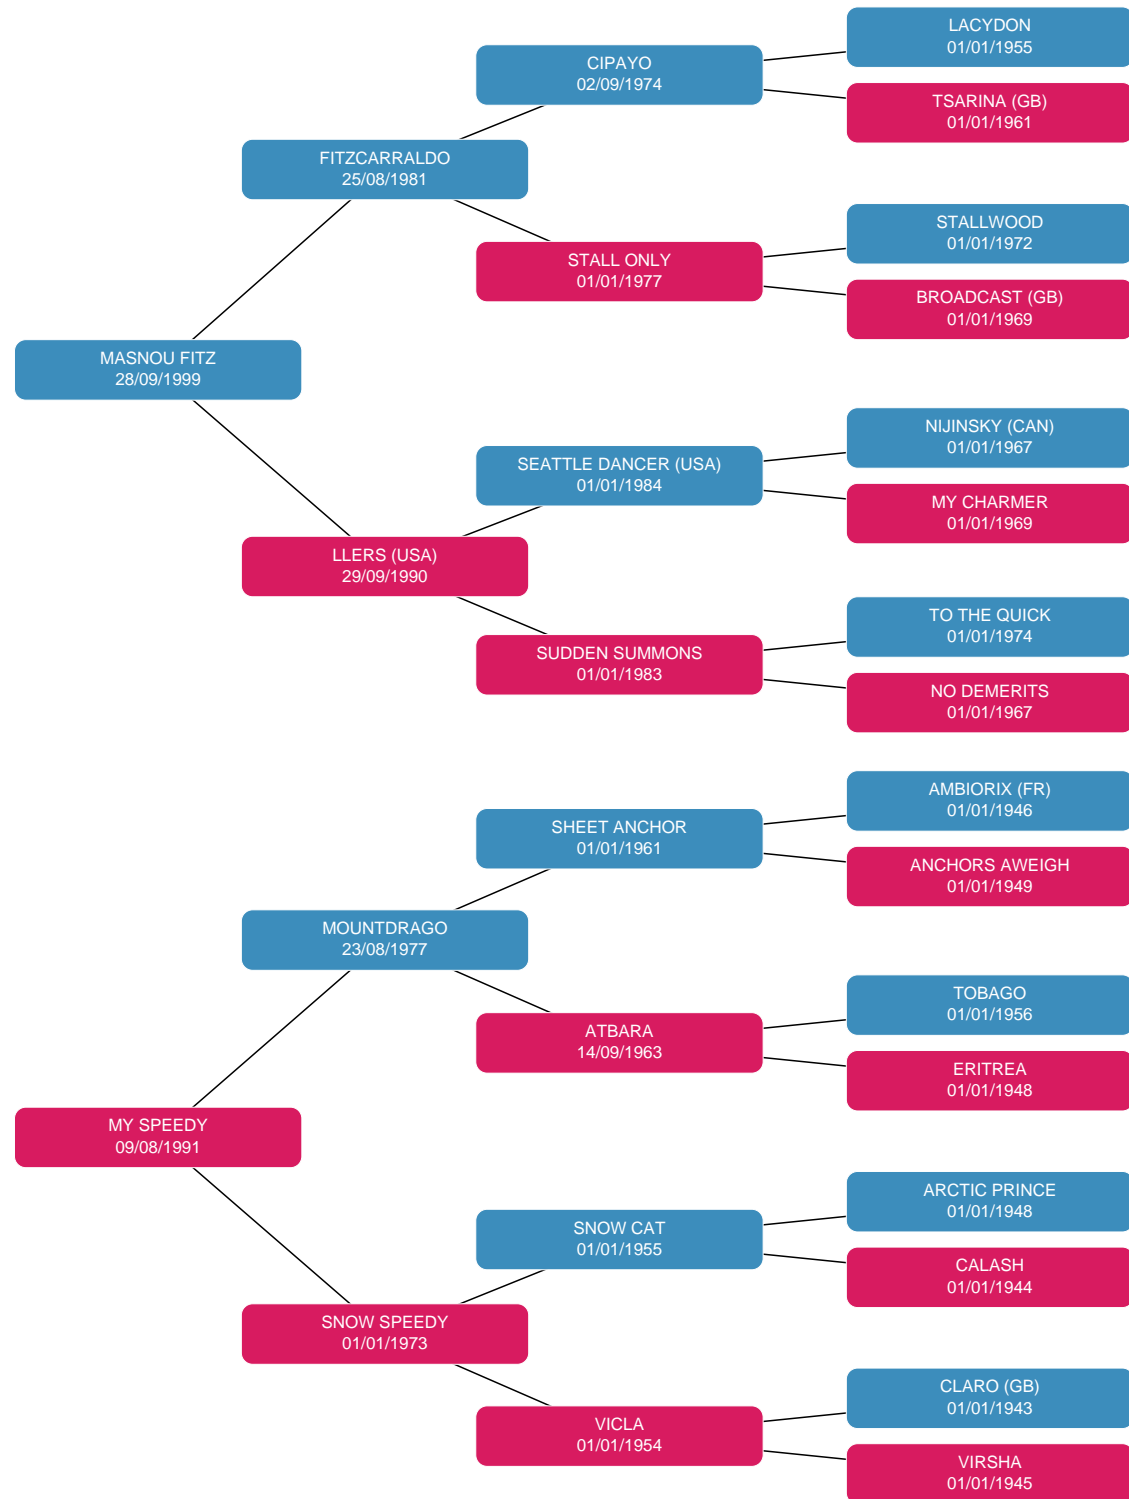 LACYDON
01/01/1955
CIPAYO
02/09/1974
TSARINA (GB)
01/01/1961
FITZCARRALDO
25/08/1981
STALLWOOD
01/01/1972
STALL ONLY
01/01/1977
BROADCAST (GB)
01/01/1969
MASNOU FITZ
28/09/1999
NIJINSKY (CAN)
01/01/1967
SEATTLE DANCER (USA)
01/01/1984
MY CHARMER
01/01/1969
LLERS (USA)
29/09/1990
TO THE QUICK
01/01/1974
SUDDEN SUMMONS
01/01/1983
NO DEMERITS
01/01/1967
AMBIORIX (FR)
01/01/1946
SHEET ANCHOR
01/01/1961
ANCHORS AWEIGH
01/01/1949
MOUNTDRAGO
23/08/1977
TOBAGO
01/01/1956
ATBARA
14/09/1963
ERITREA
01/01/1948
MY SPEEDY
09/08/1991
ARCTIC PRINCE
01/01/1948
SNOW CAT
01/01/1955
CALASH
01/01/1944
SNOW SPEEDY
01/01/1973
CLARO (GB)
01/01/1943
VICLA
01/01/1954
VIRSHA
01/01/1945